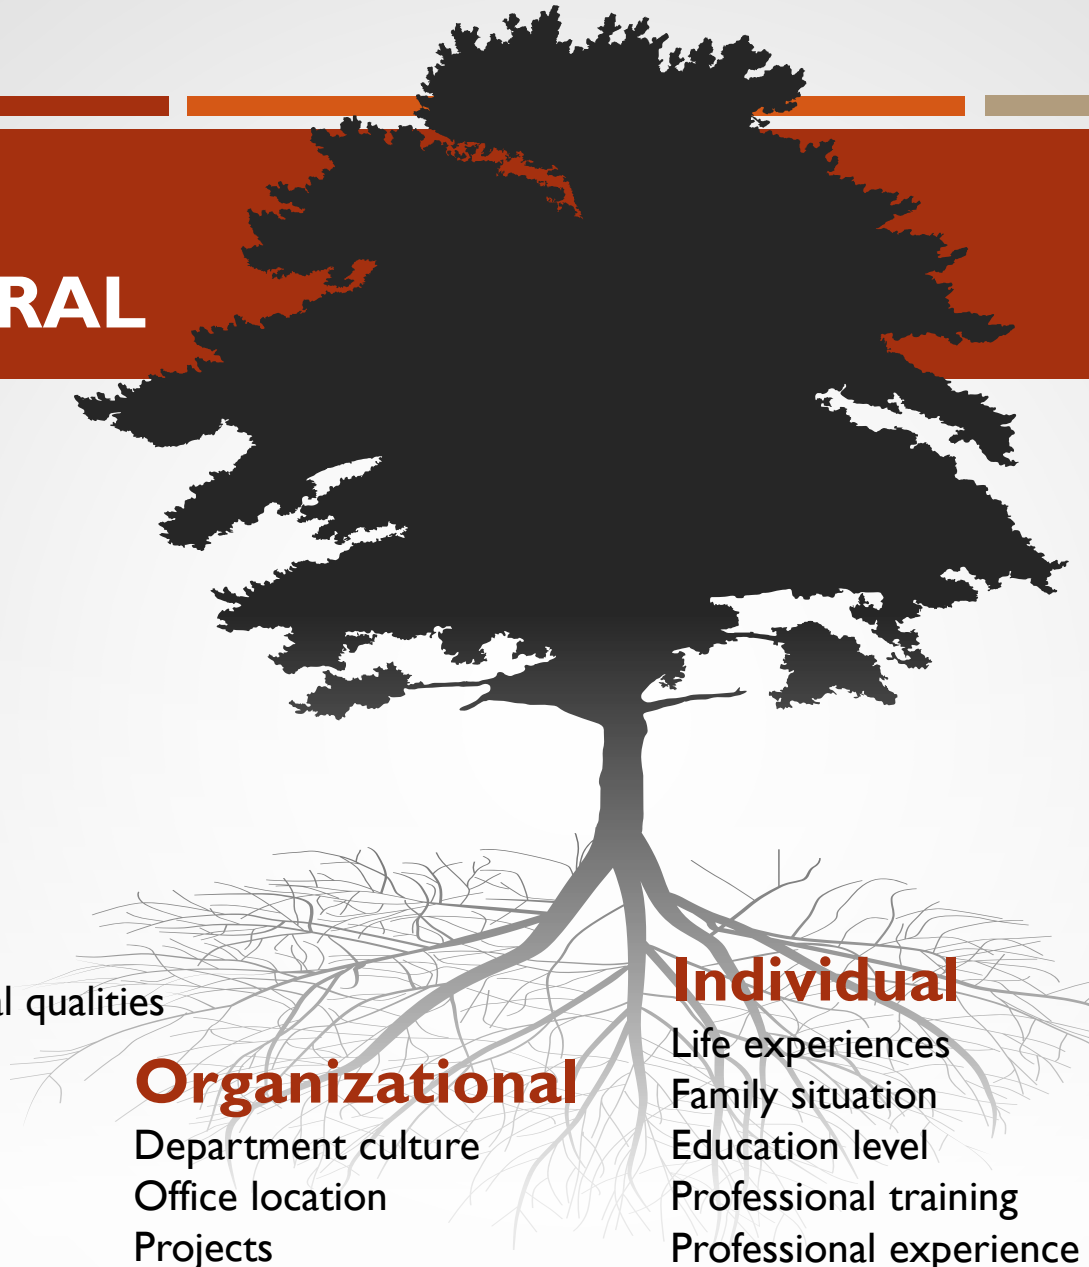 RAL
al qualities
Organizational
Department culture
Office location
Projects
Individual
Life experiences
Family situation
Education level
Professional training
Professional experience